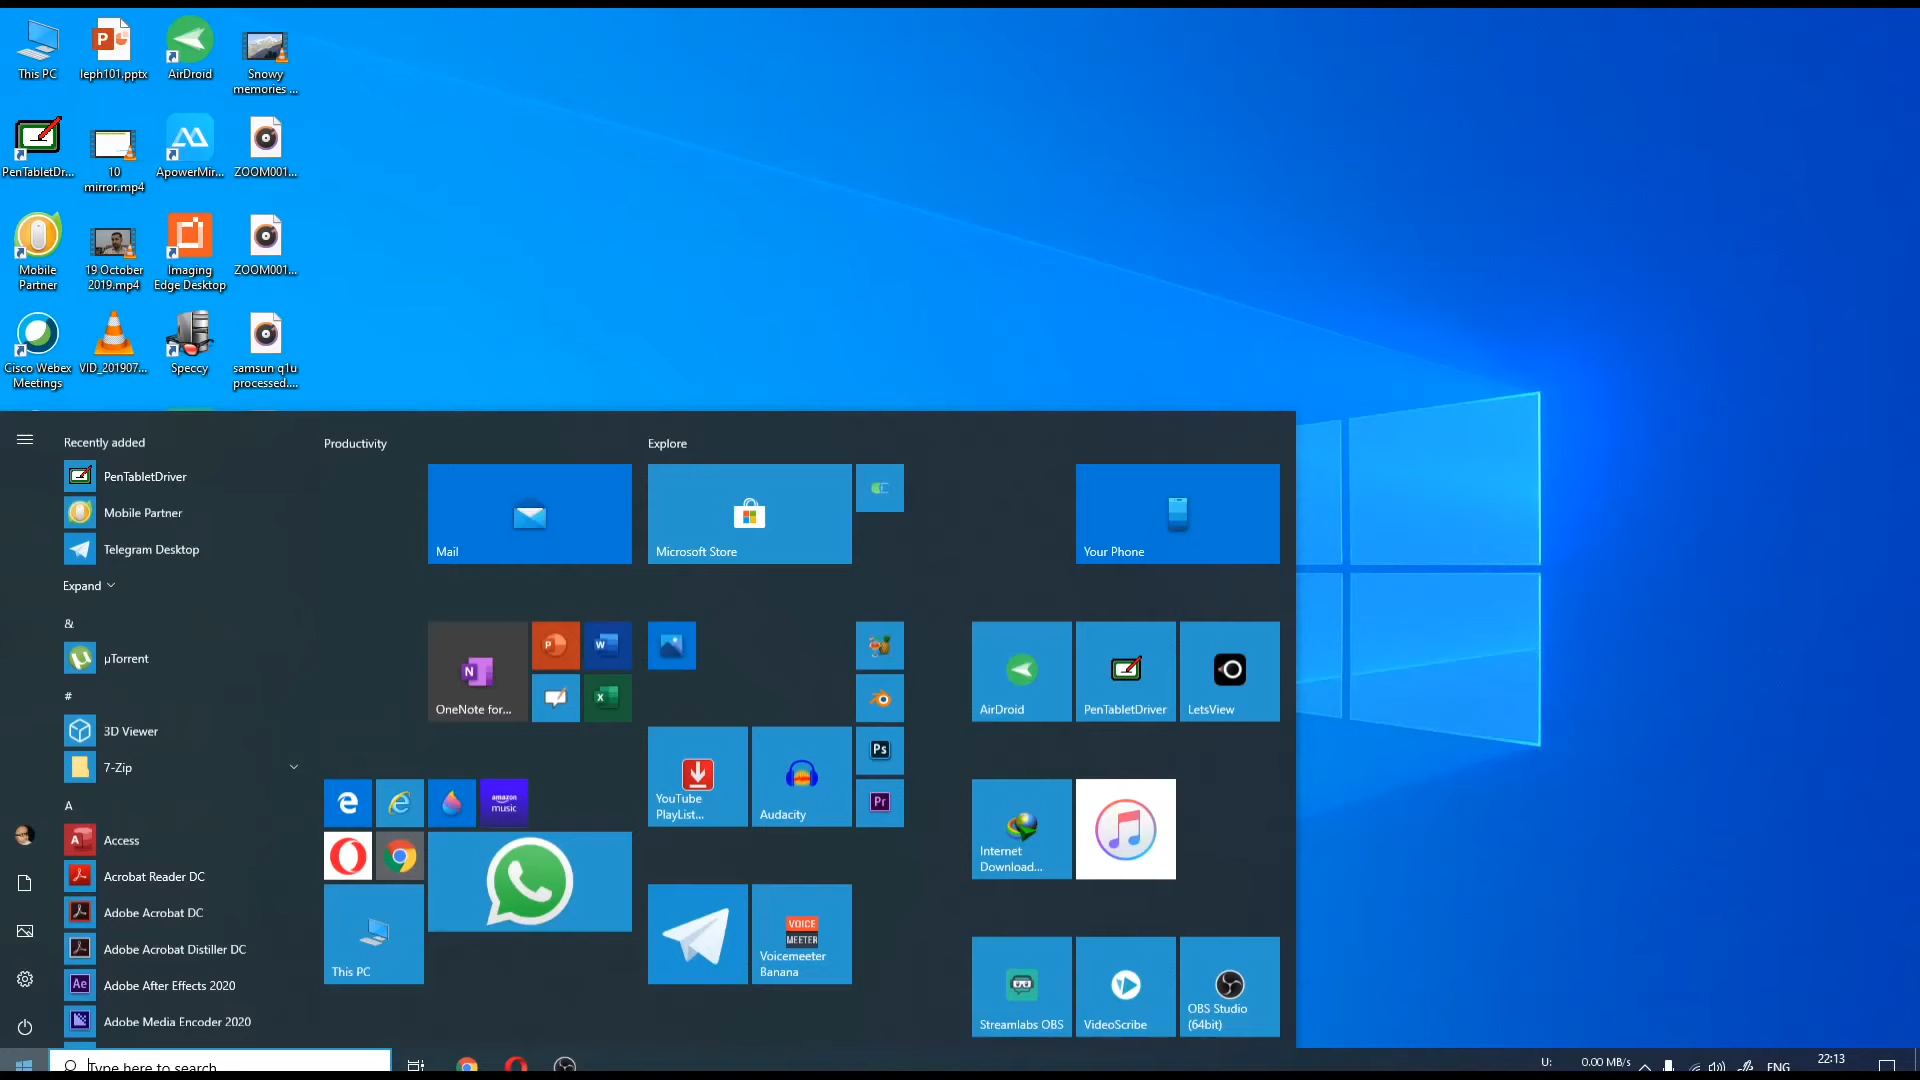 This PC
leph101.pptx
AirDroid
Snowy
memories ...
PenTabletDr...
10
mirror.mp4
ApowerMir...
ZOOM001...
Mobile
Partner
19 October
2019.mp4
Imaging
Edge Desktop
ZOOM001...
Cisco Webex
Meetings
VID_201907...
Speccy
samsun q1u
processed....
Recently added
PenTabletDriver
Mobile Partner
Telegram Desktop
Expand
&
µTorrent
#
3D Viewer
7-Zip
A
Access
Acrobat Reader DC
Adobe Acrobat DC
Adobe Acrobat Distiller DC
Adobe After Effects 2020
Adobe Media Encoder 2020
Productivity
Mail
OneNote for...
amazon
music
This PC
Explore
Microsoft Store
YouTube
PlayList...
Audacity
Ps
Pr
VOICE
MEETER
Voicemeeter
Banana
Your Phone
AirDroid
PenTabletDriver
LetsView
Internet
Download...
Streamlabs OBS
VideoScribe
OBS Studio
(64bit)
Type here to search
U:
0.00 MB/s
ENG
22:13